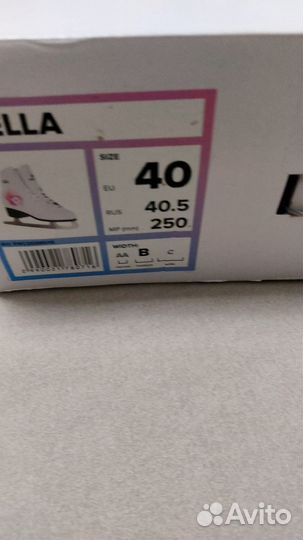 ELLA
SIZE
EU 40
RUS 40.5
MP (mm) 250
WIDTH:
AA B C
Avito